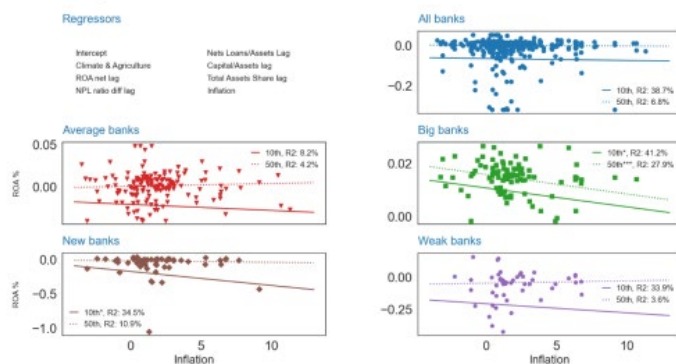 Regressors
Intercept
Climate & Agriculture
ROA net lag
NPL ratio diff lag
Nets Loans/Assets Lag
Capital/Assets lag
Total Assets Share lag
Inflation
All banks
0.0
−0.2
10th, R2: 38.7%
50th, R2: 6.8%
Average banks
ROA %
0.05
0.00
10th, R2: 8.2%
50th, R2: 4.2%
Big banks
0.02
0.00
10th*, R2: 41.2%
50th***, R2: 27.9%
New banks
ROA %
0.0
−0.5
−1.0
10th*, R2: 34.5%
50th, R2: 10.9%
0
5
10
Inflation
Weak banks
0.00
−0.25
10th, R2: 33.9%
50th, R2: 3.6%
0
5
10
Inflation